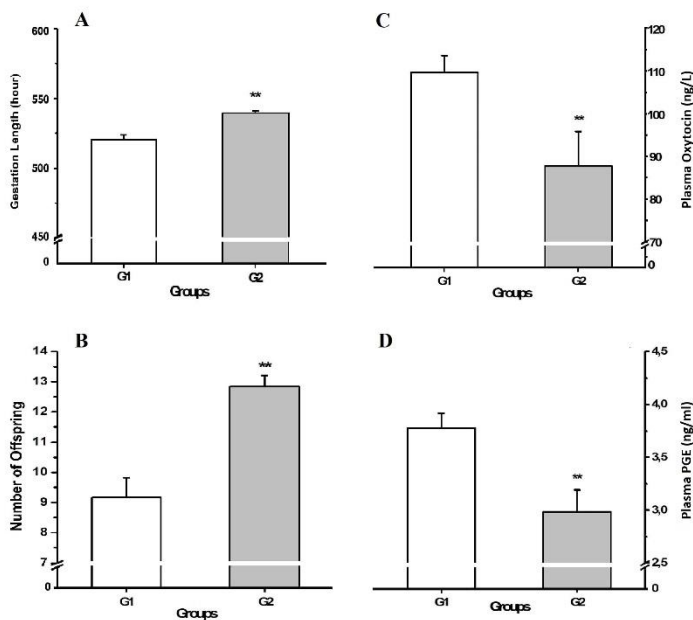 A
Gestation Length (hour)
600
550
500
450
0
**
G1
G2
Groups
C
Plasma Oxytocin (ng/L)
120
110
100
90
80
70
0
**
G1
G2
Groups
B
Number of Offspring
14
13
12
11
10
9
8
7
0
**
G1
G2
Groups
D
Plasma PGE (ng/ml)
4,5
4,0
3,5
3,0
2,5
0
**
G1
G2
Groups